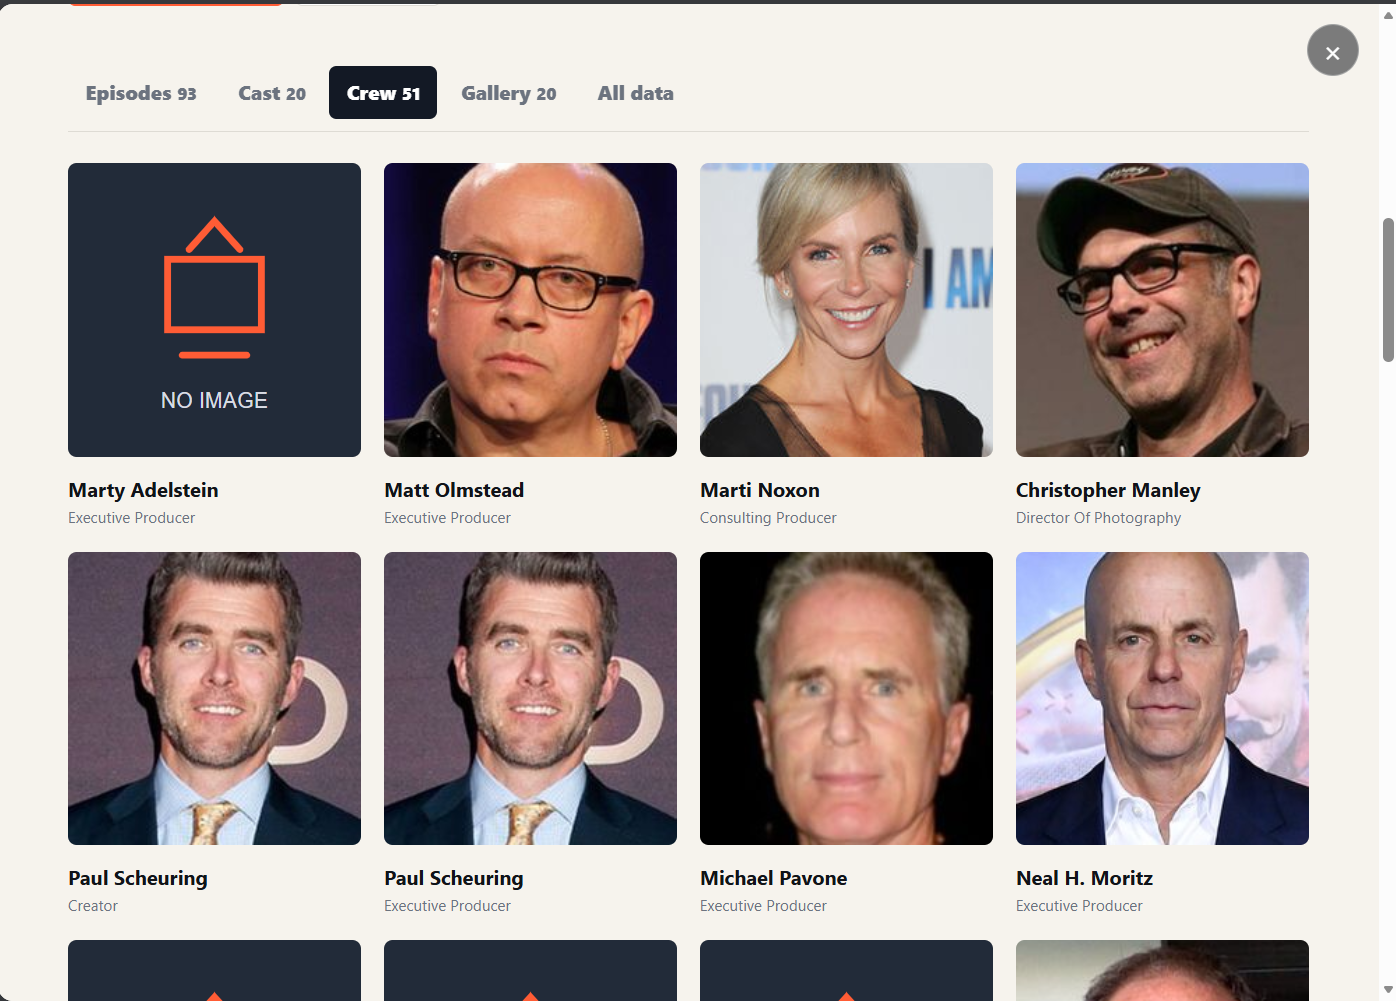 Episodes 93
Cast 20
Crew 51
Gallery 20
All data
NO IMAGE
I AM
Marty Adelstein
Executive Producer
Matt Olmstead
Executive Producer
Marti Noxon
Consulting Producer
Christopher Manley
Director Of Photography
Paul Scheuring
Creator
Paul Scheuring
Executive Producer
Michael Pavone
Executive Producer
Neal H. Moritz
Executive Producer